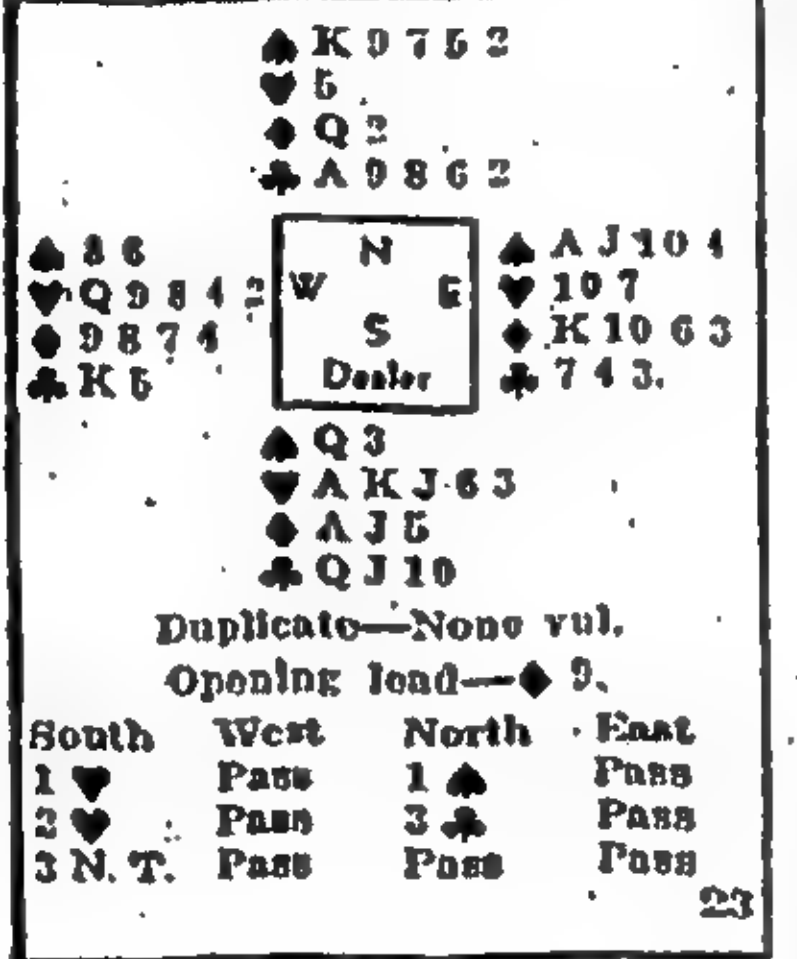 ♠ K 9 7 5 2
♥ 5
♦ Q 2
♣ A 9 8 6 2
♠ 8 6
♥ Q 9 8 4 2
♦ 9 8 7 4
♣ K 5
N
W E
S
Dealer
♠ A J 10 4
♥ 10 7
♦ K 10 6 3
♣ 7 4 3.
♠ Q 3
♥ A K J 6 3
♦ A J 5
♣ Q J 10
Duplicate—None vul.
Opening lead—♦ 9.
South West North East
1 ♥ Pass 1 ♠ Pass
2 ♥ Pass 3 ♣ Pass
3 N. T. Pass Pass Pass
23